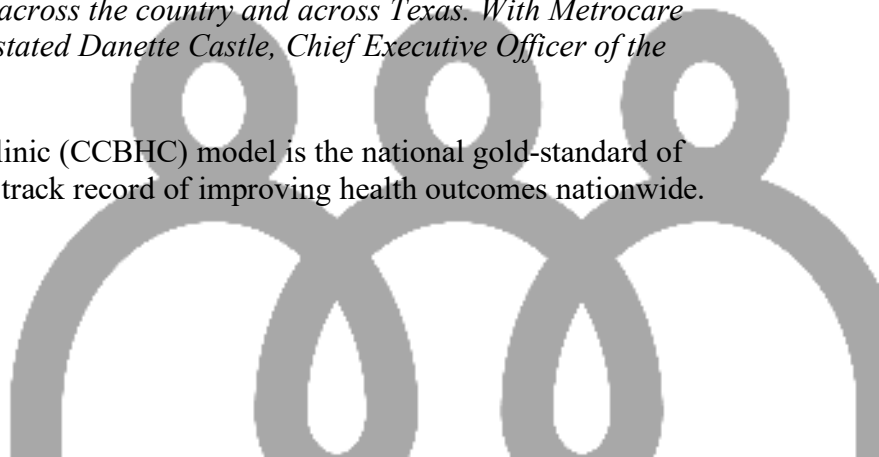 across the country and across Texas. With Metrocare
stated Danette Castle, Chief Executive Officer of the
linic (CCBHC) model is the national gold-standard of
track record of improving health outcomes nationwide.